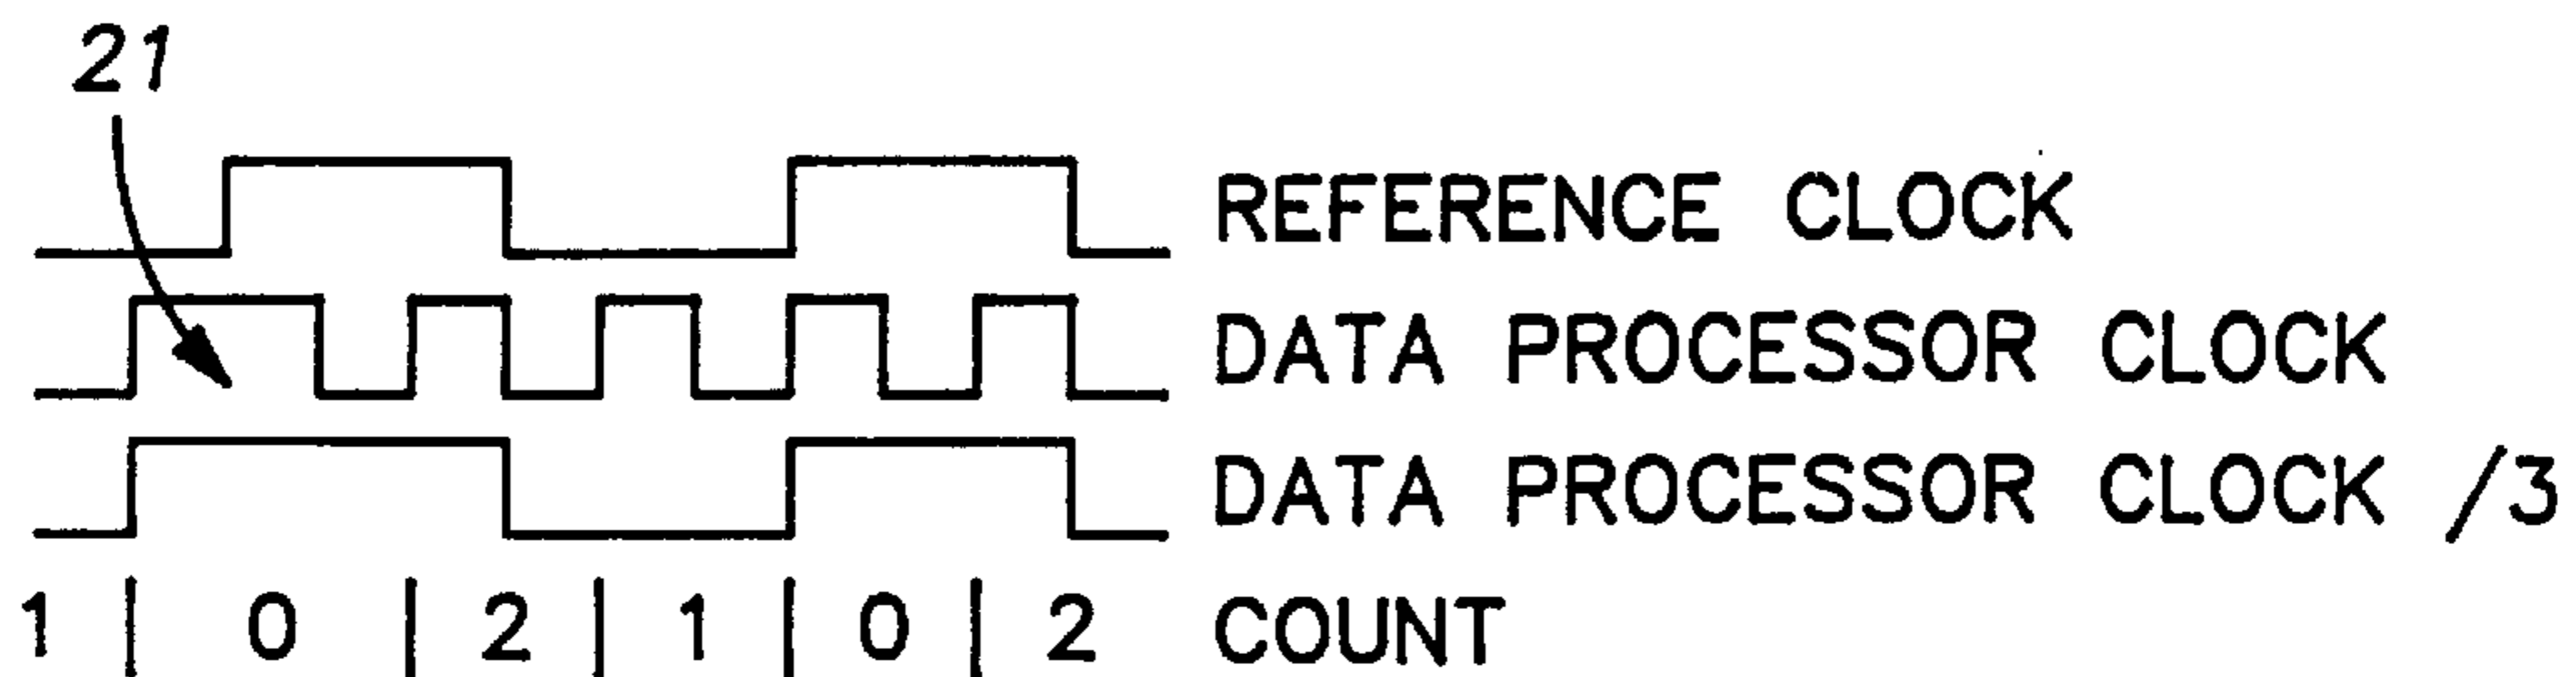 21
REFERENCE CLOCK
DATA PROCESSOR CLOCK
DATA PROCESSOR CLOCK /3
1 | 0 | 2 | 1 | 0 | 2 COUNT